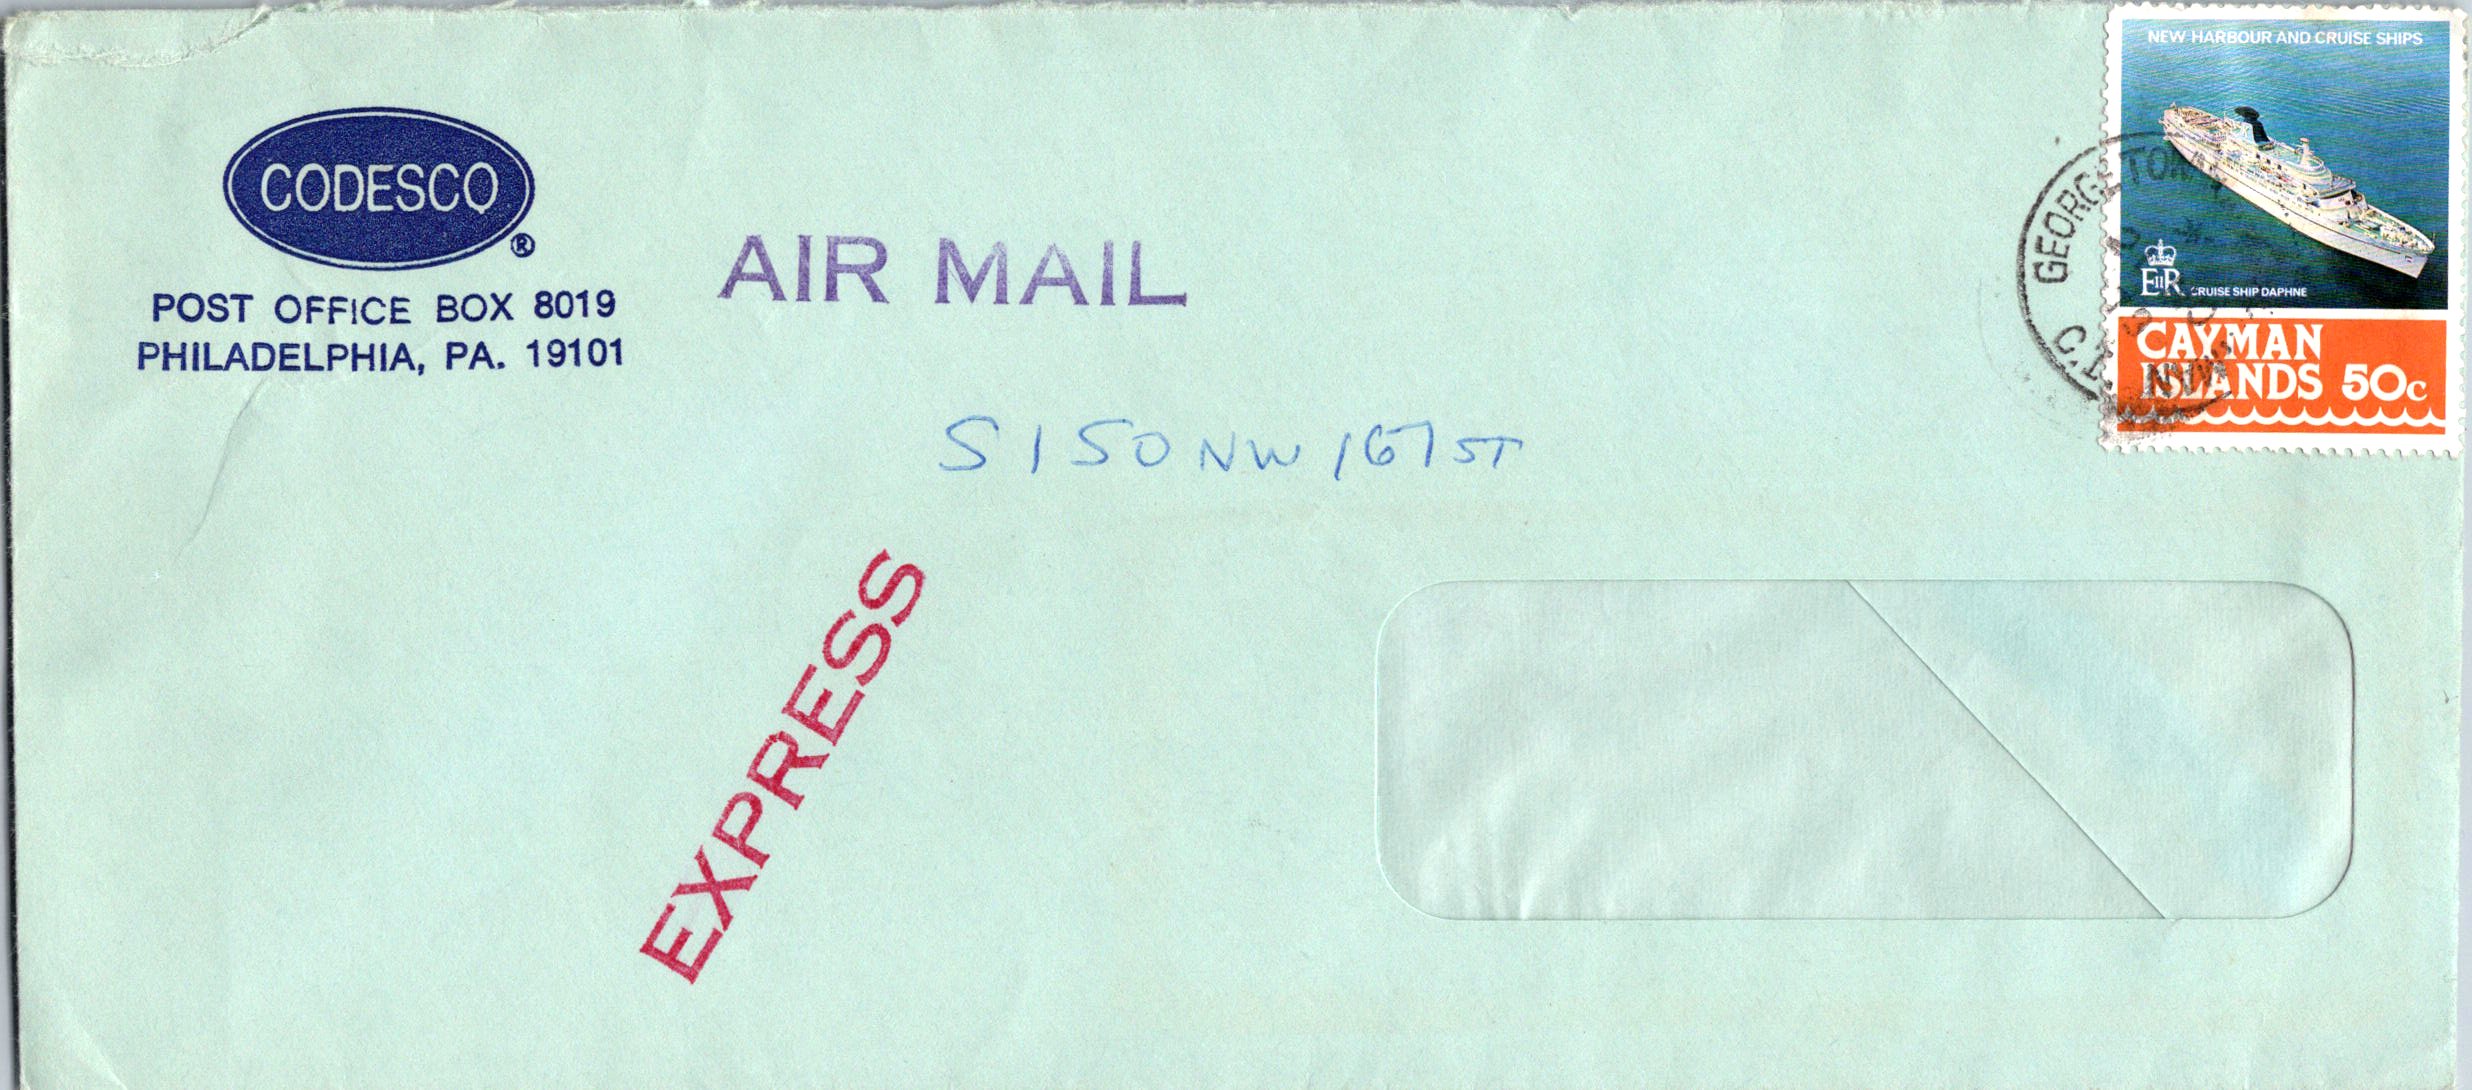 CODESCO
®
POST OFFICE BOX 8019
PHILADELPHIA, PA. 19101
AIR MAIL
5150 NW 167 ST
EXPRESS
NEW HARBOUR AND CRUISE SHIPS
EIIR CRUISE SHIP DAPHNE
CAYMAN
ISLANDS 50c
GEORGETOWN